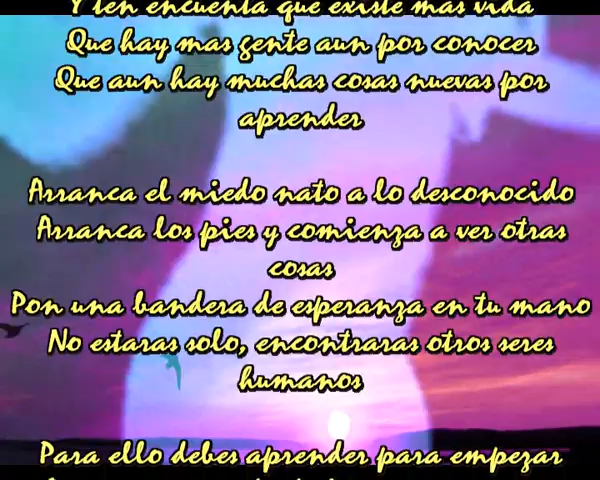 Y ten encuenta que existe mas vida
Que hay mas gente aun por conocer
Que aun hay muchas cosas nuevas por
aprender
Arranca el miedo nato a lo desconocido
Arranca los pies y comienza a ver otras
cosas
Pon una bandera de esperanza en tu mano
No estaras solo, encontraras otros seres
humanos
Para ello debes aprender para empezar